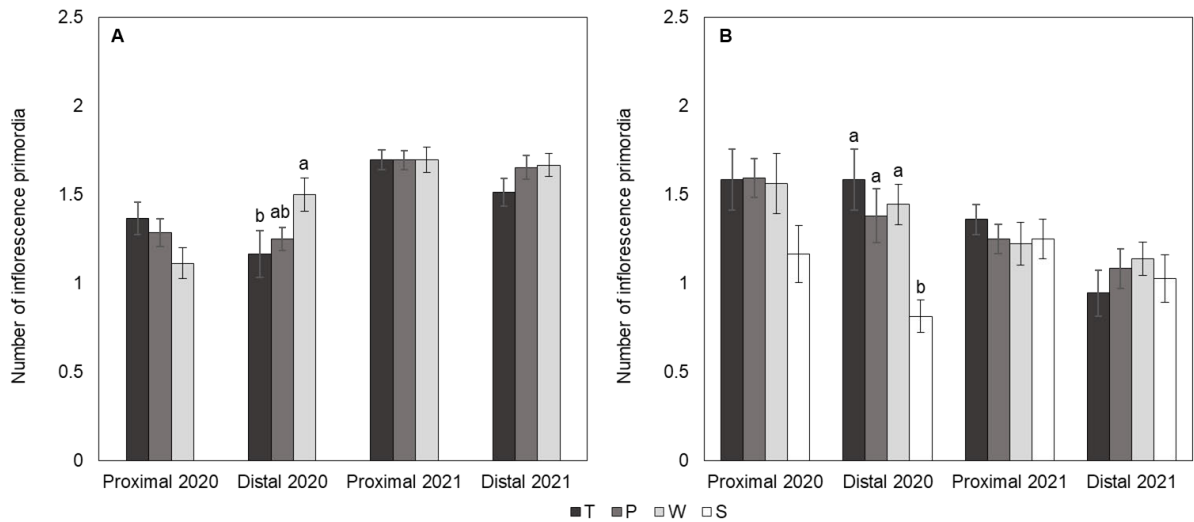 Number of inflorescence primordia
2.5
2
1.5
1
0.5
0
A
b
ab
a
Proximal 2020
Distal 2020
Proximal 2021
Distal 2021
Number of inflorescence primordia
2.5
2
1.5
1
0.5
0
B
a
a
a
b
Proximal 2020
Distal 2020
Proximal 2021
Distal 2021
T P W S